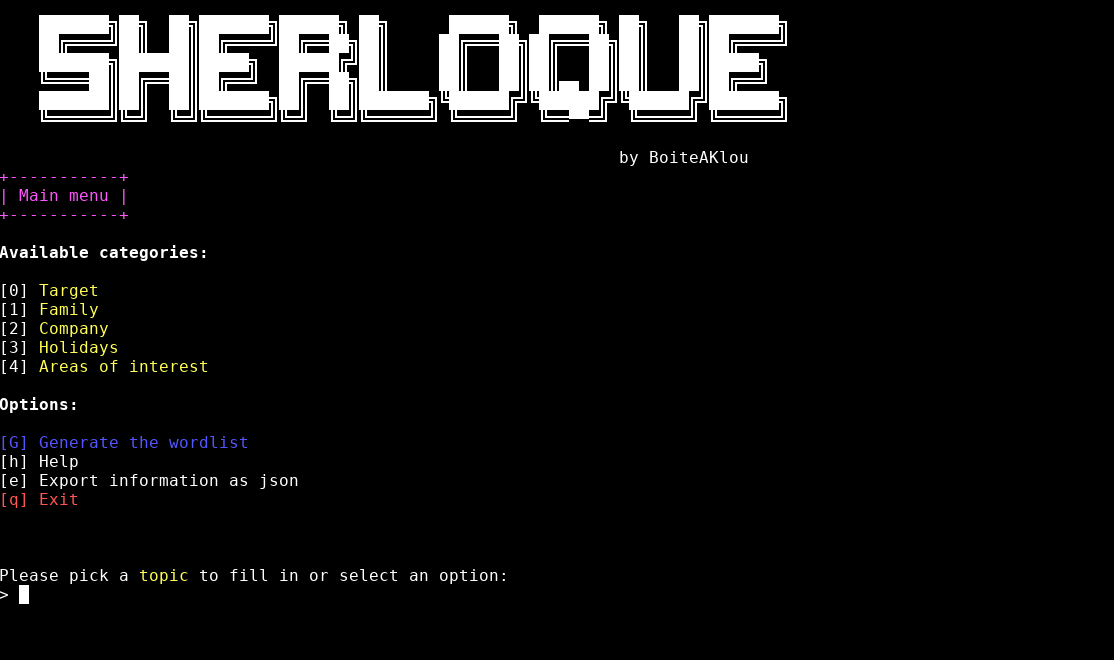 SHERLOQUE
by BoiteAKlou
+-----------+
| Main menu |
+-----------+
Available categories:
[0] Target
[1] Family
[2] Company
[3] Holidays
[4] Areas of interest
Options:
[G] Generate the wordlist
[h] Help
[e] Export information as json
[q] Exit
Please pick a topic to fill in or select an option:
>